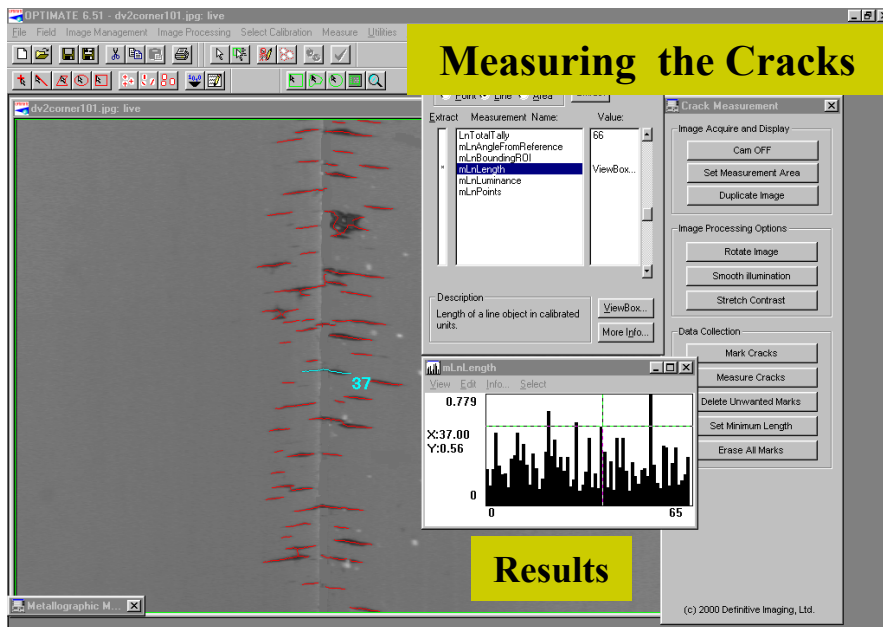 OPTIMATE 6.51 - dv2corner101.jpg: live
File Field Image Management Image Processing Select Calibration Measure Utilities
Measuring the Cracks
dv2corner101.jpg: live
Point Line Area
Extract Measurement Name: Value:
LnTotalTally 66
mLnAngleFromReference
mLnBoundingROI
* mLnLength ViewBox...
mLnLuminance
mLnPoints
Description
Length of a line object in calibrated
units.
ViewBox...
More Info...
Crack Measurement
Image Acquire and Display
Cam OFF
Set Measurement Area
Duplicate Image
Image Processing Options
Rotate Image
Smooth illumination
Stretch Contrast
Data Collection
Mark Cracks
Measure Cracks
Delete Unwanted Marks
Set Minimum Length
Erase All Marks
37
mLnLength
View Edit Info... Select
0.779
X:37.00
Y:0.56
0
0 65
Results
Metallographic M...
(c) 2000 Definitive Imaging, Ltd.